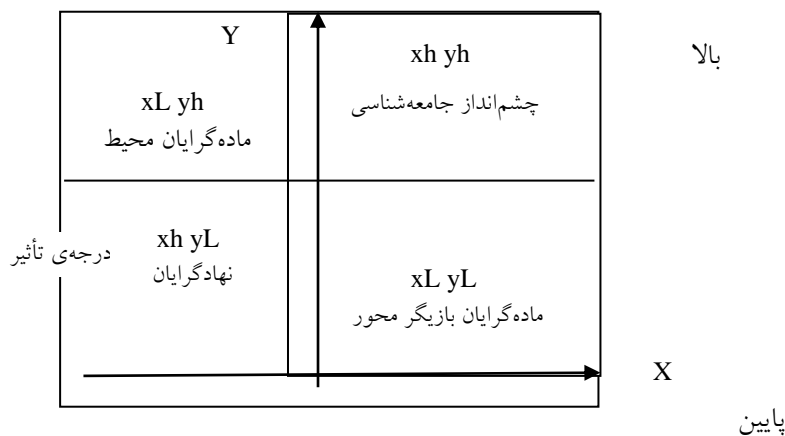 Y
xh yh
بالا
چشم‌انداز جامعه‌شناسی
xL yh
ماده‌گرایان محیط
xh yL
درجه‌ی تأثیر
نهادگرایان
xL yL
ماده‌گرایان بازیگر محور
X
پایین